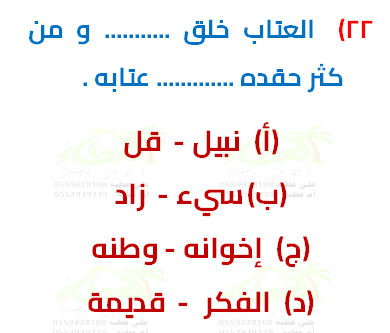 ٢٢) العتاب خلق ........... و من
كثر حقده ............. عتابه .
(أ) نبيل - قل
(ب) سيء - زاد
(ج) إخوانه - وطنه
(د) الفكر - قديمة